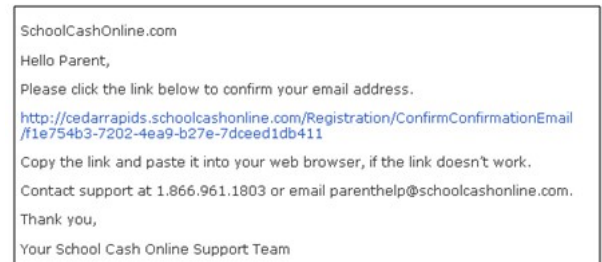 SchoolCashOnline.com
Hello Parent,
Please click the link below to confirm your email address.
http://cedarrapids.schoolcashonline.com/Registration/ConfirmConfirmationEmail
/f1e754b3-7202-4ea9-b27e-7dceed1db411
Copy the link and paste it into your web browser, if the link doesn't work.
Contact support at 1.866.961.1803 or email parenthelp@schoolcashonline.com.
Thank you,
Your School Cash Online Support Team